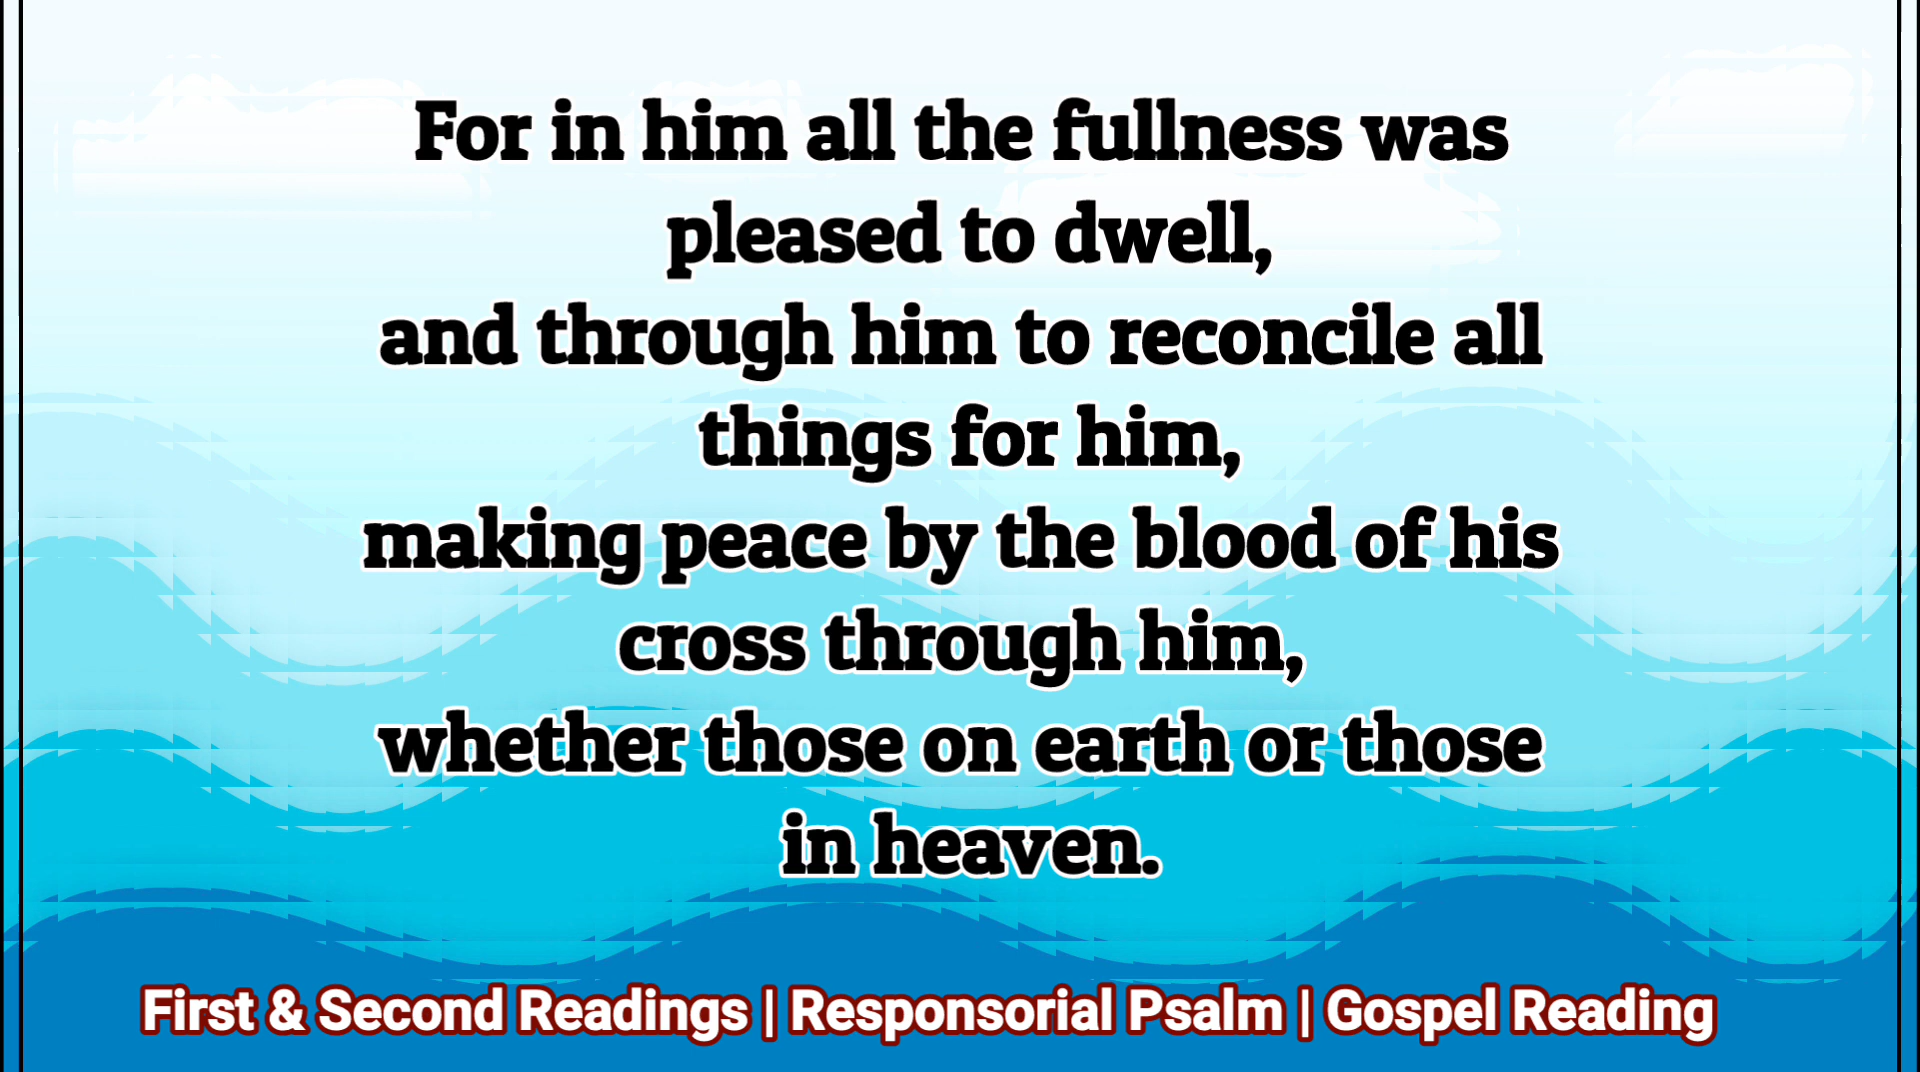 For in him all the fullness was
pleased to dwell,
and through him to reconcile all
things for him,
making peace by the blood of his
cross through him,
whether those on earth or those
in heaven.
First & Second Readings | Responsorial Psalm | Gospel Reading